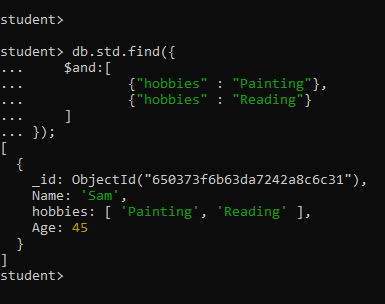 student>
student> db.std.find({
... $and:[
... {"hobbies" : "Painting"},
... {"hobbies" : "Reading"}
... ]
... });
[
{
_id: ObjectId("650373f6b63da7242a8c6c31"),
Name: 'Sam',
hobbies: [ 'Painting', 'Reading' ],
Age: 45
}
]
student>